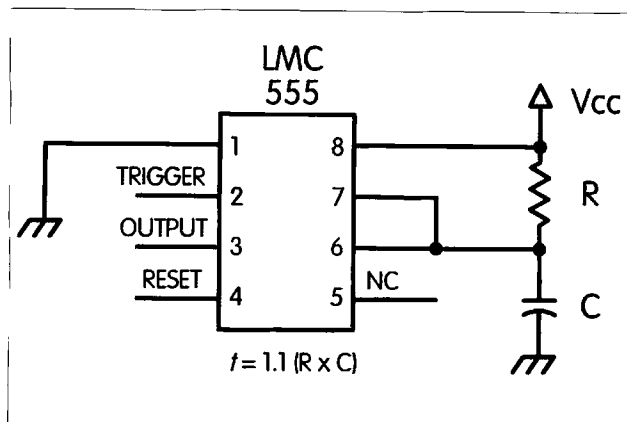 LMC
555
Vcc
1
8
TRIGGER
2
7
R
OUTPUT
3
6
RESET
4
5
NC
C
t = 1.1 (R x C)